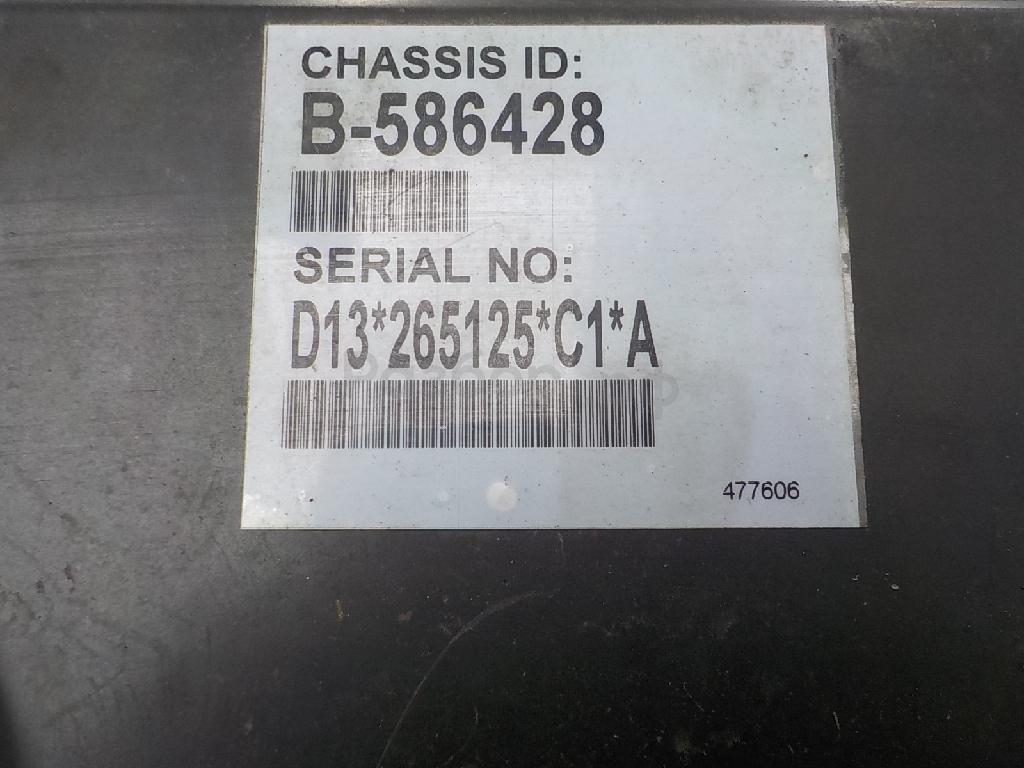 CHASSIS ID:
B-586428
SERIAL NO:
D13*265125*C1*A
477606